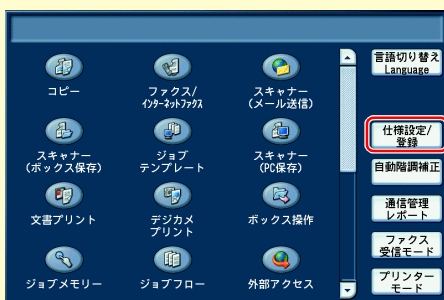 言語切り替え
Language
コピー
ファクス/
インターネットファクス
スキャナー
(メール送信)
仕様設定/
登録
スキャナー
(ボックス保存)
ジョブ
テンプレート
スキャナー
(PC保存)
自動階調補正
文書プリント
デジカメ
プリント
ボックス操作
通信管理
レポート
ファクス
受信モード
ジョブメモリー
ジョブフロー
外部アクセス
プリンター
モード